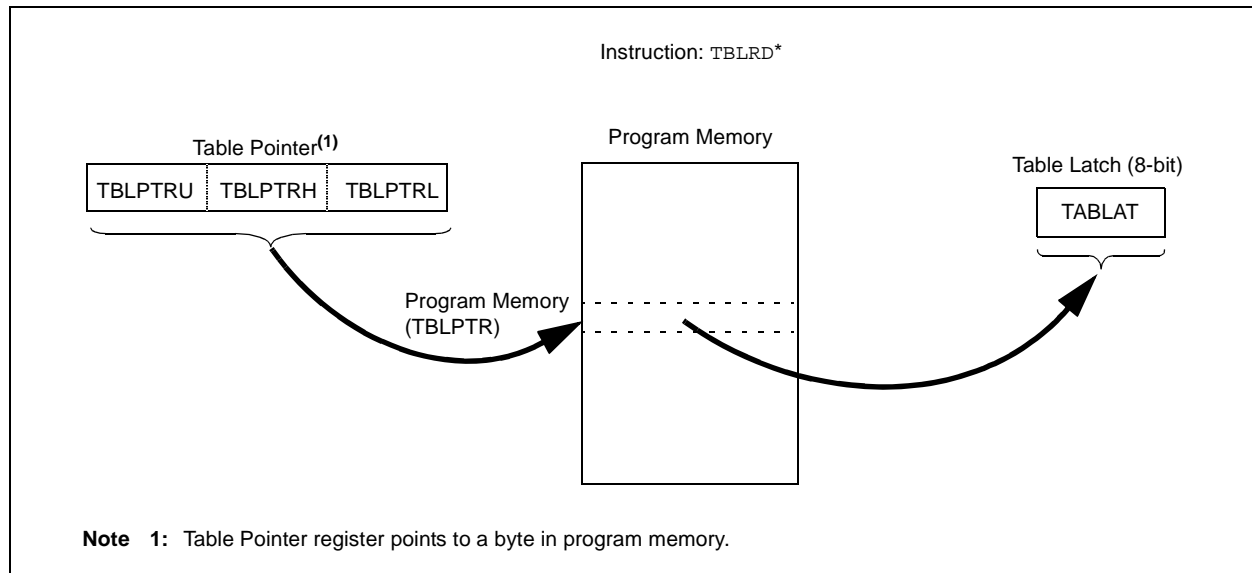 Instruction: TBLRD*
Table Pointer(1)
TBLPTRU TBLPTRH TBLPTRL
Program Memory
Table Latch (8-bit)
TABLAT
Program Memory
(TBLPTR)
Note 1: Table Pointer register points to a byte in program memory.